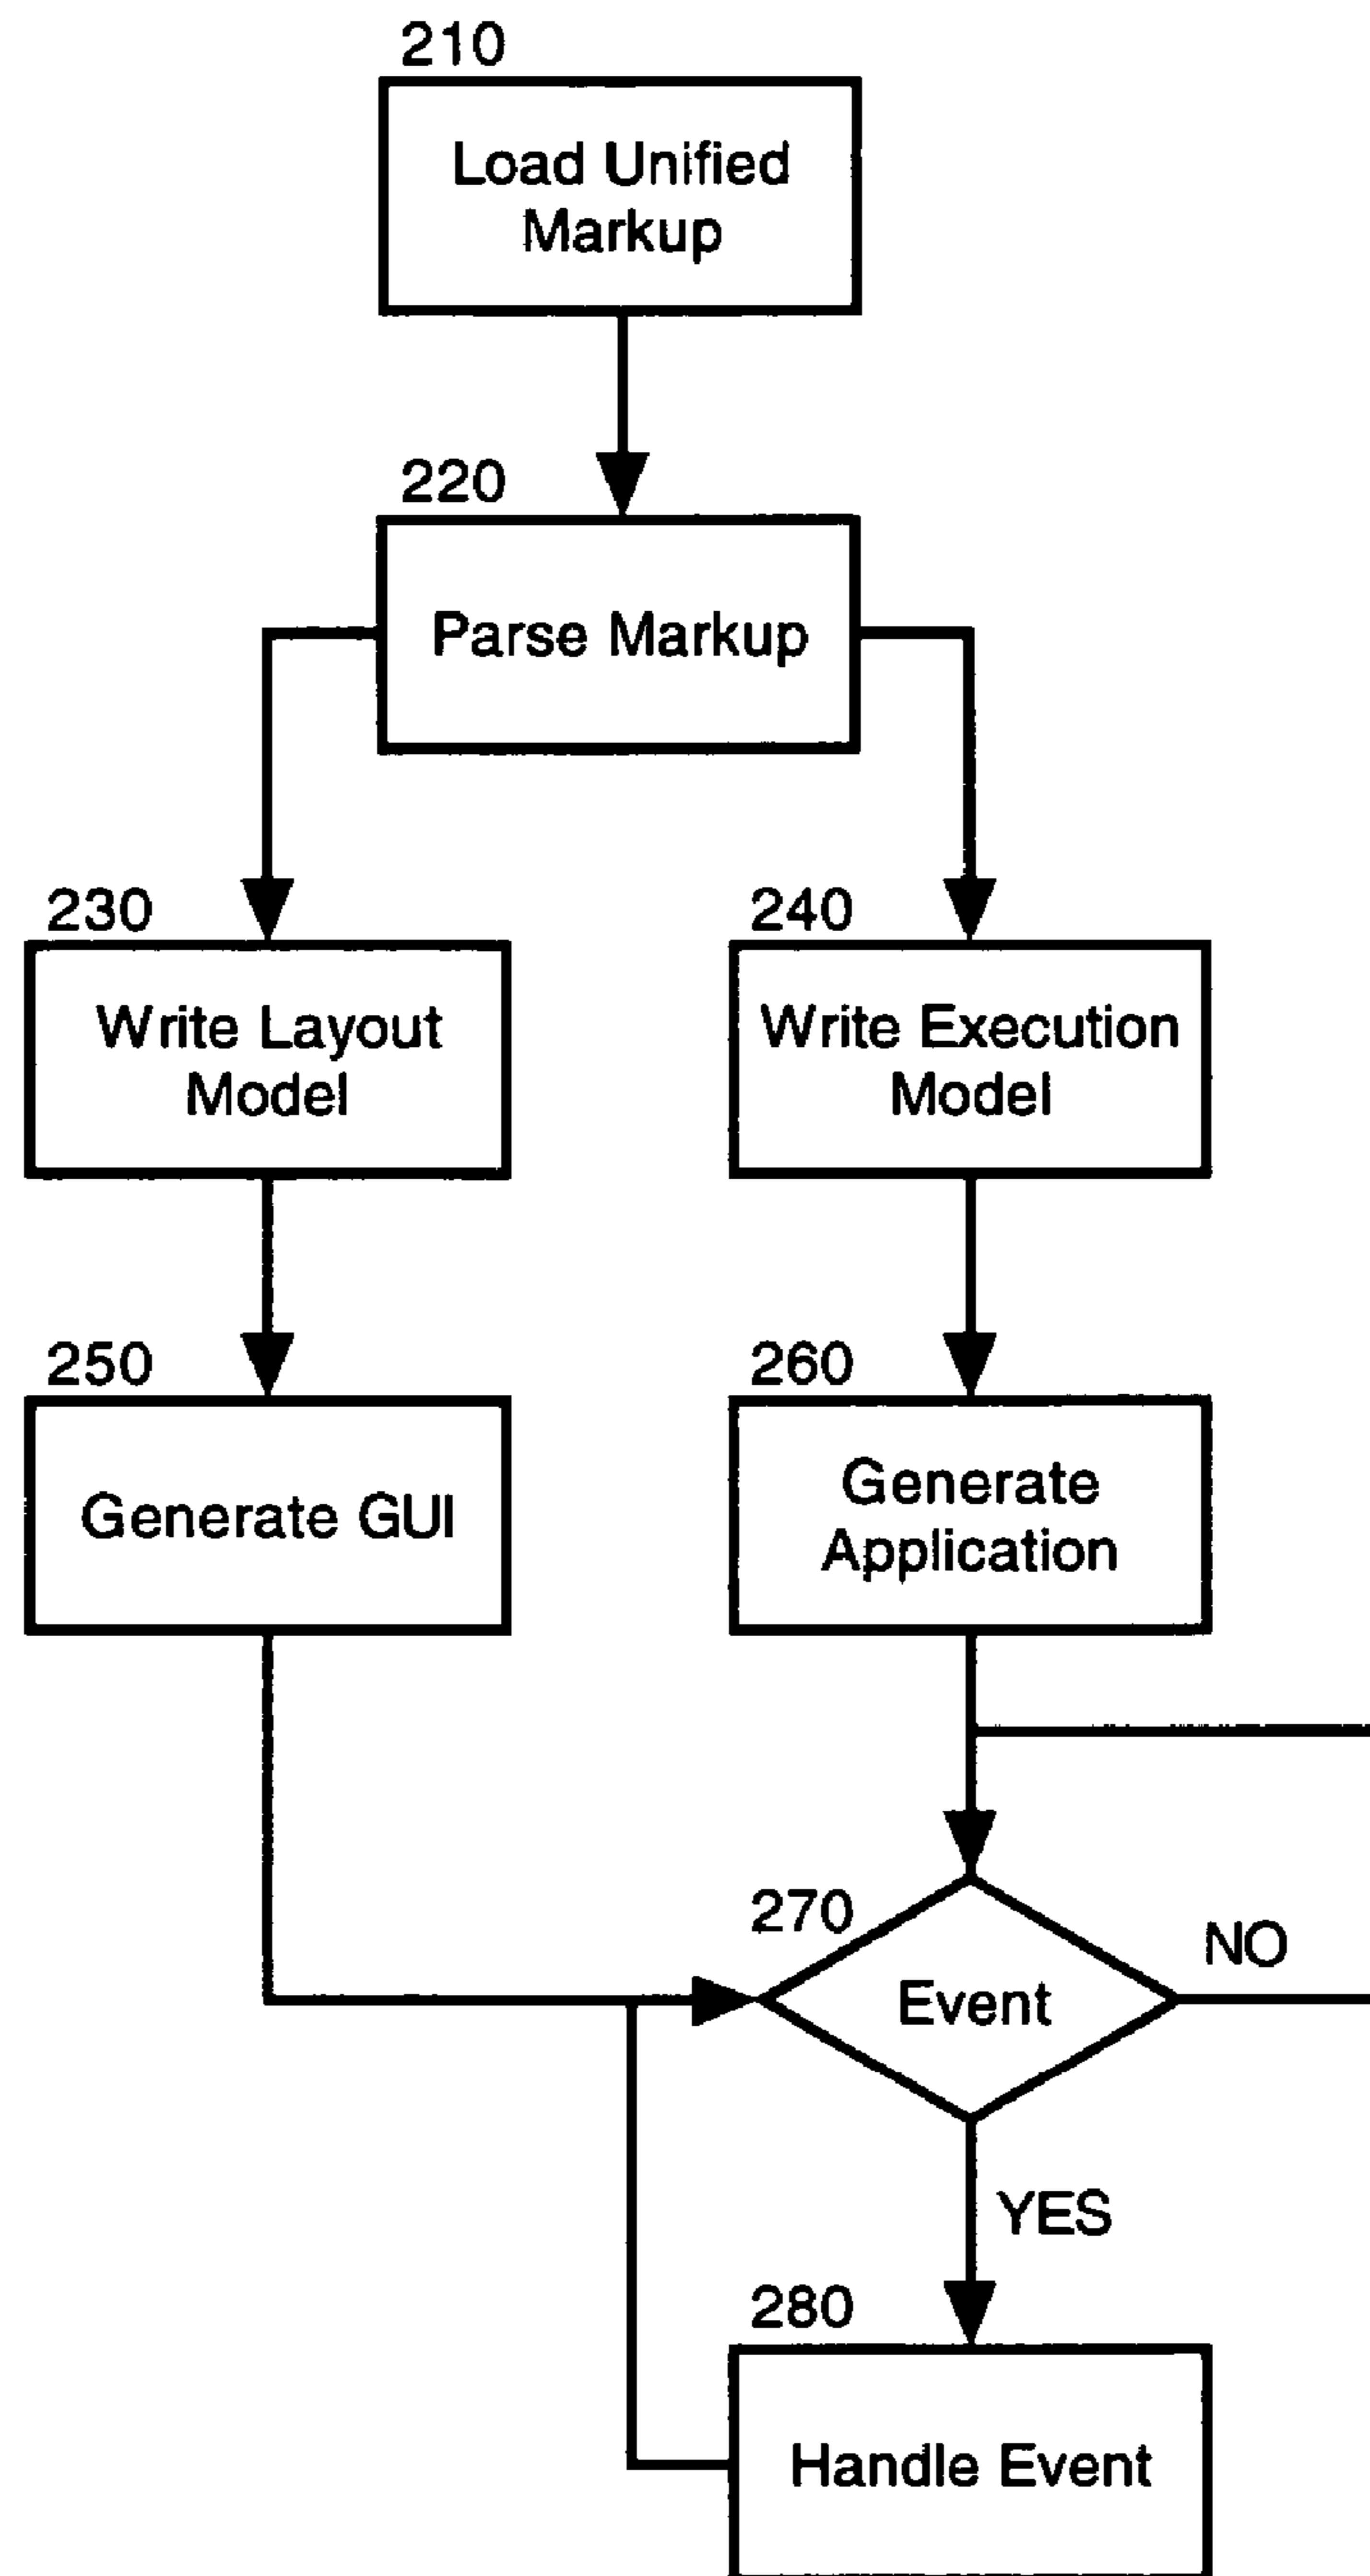 210
Load Unified
Markup
220
Parse Markup
230
Write Layout
Model
240
Write Execution
Model
250
Generate GUI
260
Generate
Application
270
Event
NO
YES
280
Handle Event